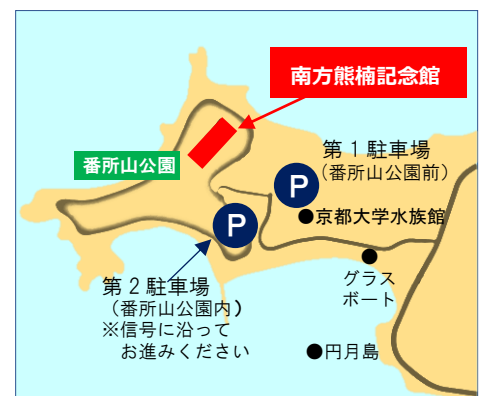 南方熊楠記念館
番所山公園
第1駐車場
（番所山公園前）
P
●京都大学水族館
P
グラス
ボート
第2駐車場
（番所山公園内）
※信号に沿って
お進みください
●円月島